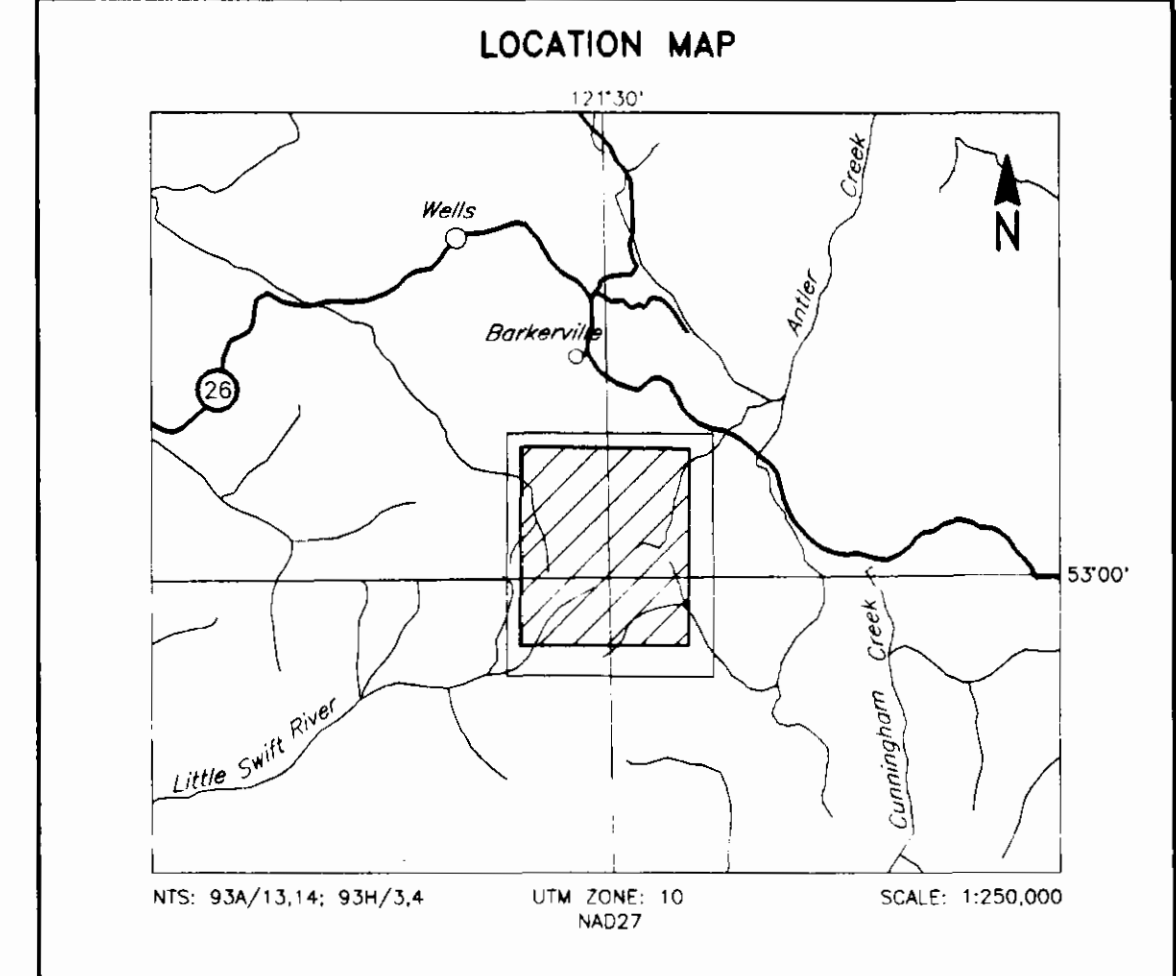 LOCATION MAP
121°30'
Wells
Antler Creek
N
Barkerville
26
53°00'
Cunningham Creek
Little Swift River
NTS: 93A/13,14; 93H/3,4
UTM ZONE: 10
NAD27
SCALE: 1:250,000